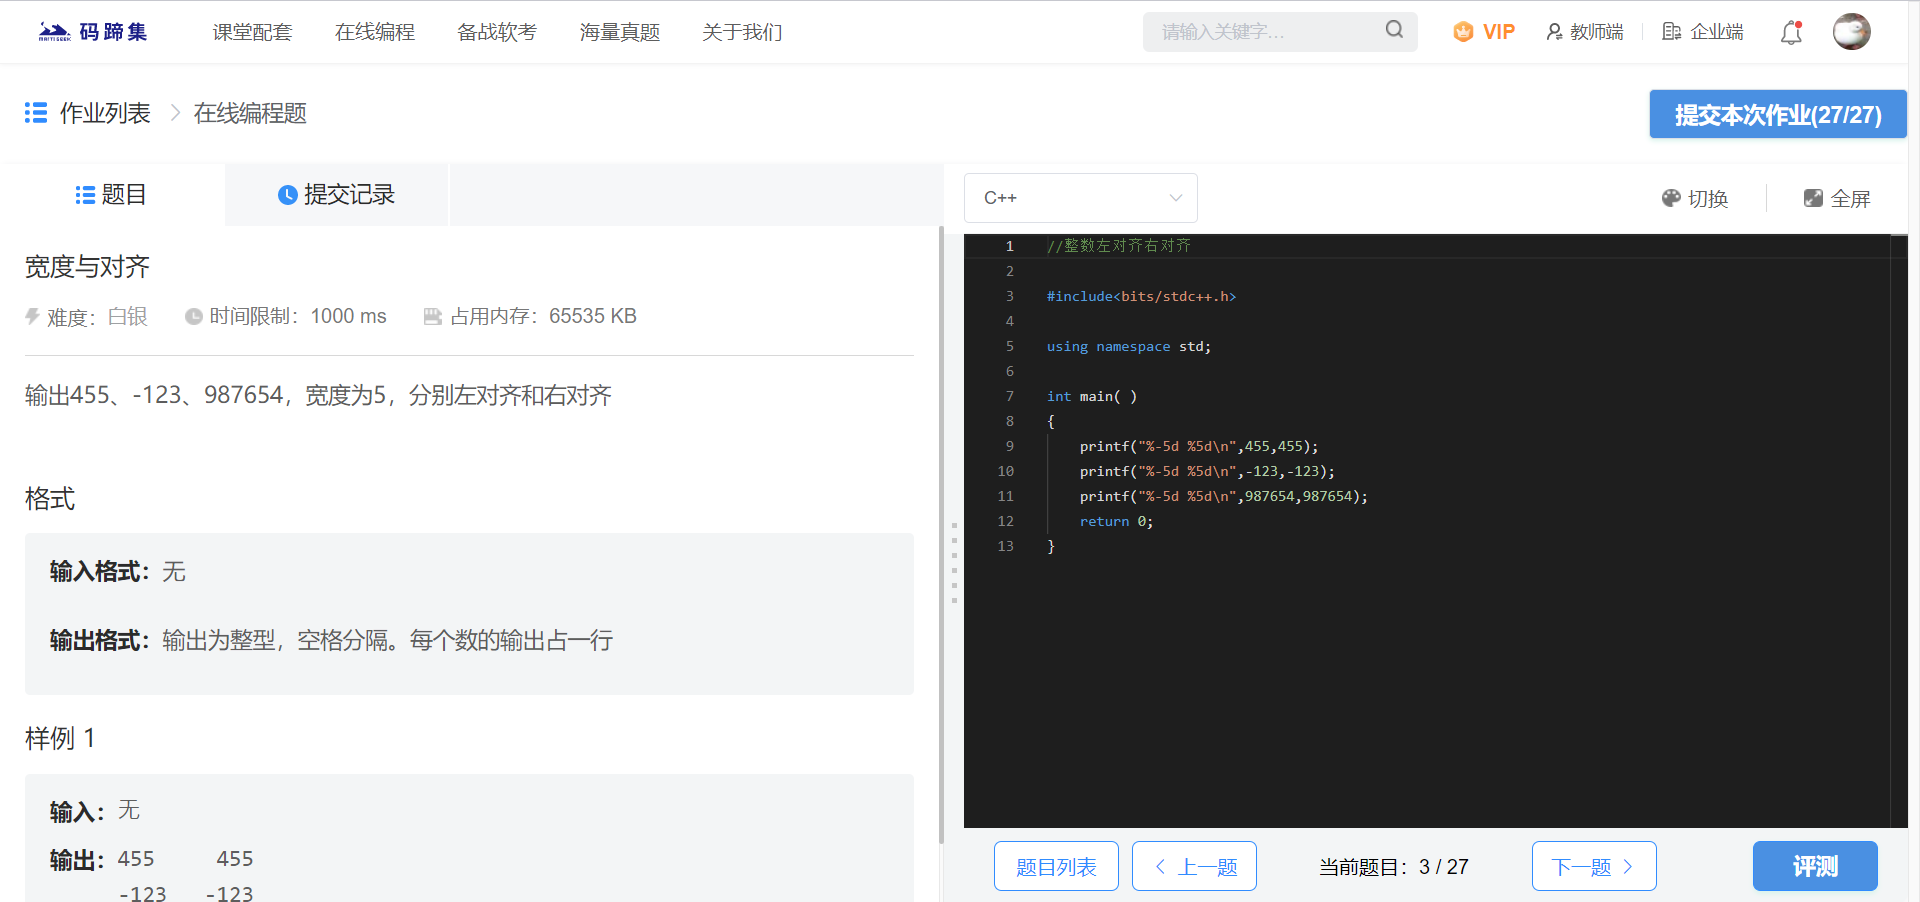 MAITI GEEK 码蹄集 课堂配套 在线编程 备战软考 海量真题 关于我们 请输入关键字... VIP 教师端 企业端
作业列表 > 在线编程题 提交本次作业(27/27)
题目 提交记录
宽度与对齐
难度：白银 时间限制：1000 ms 占用内存：65535 KB
输出455、-123、987654，宽度为5，分别左对齐和右对齐
格式
输入格式：无
输出格式：输出为整型，空格分隔。每个数的输出占一行
样例 1
输入：无
输出：455 455
-123 -123
C++ 切换 全屏
1 //整数左对齐右对齐
2
3 #include<bits/stdc++.h>
4
5 using namespace std;
6
7 int main( )
8 {
9 printf("%-5d %5d\n",455,455);
10 printf("%-5d %5d\n",-123,-123);
11 printf("%-5d %5d\n",987654,987654);
12 return 0;
13 }
题目列表 < 上一题 当前题目：3 / 27 下一题 > 评测